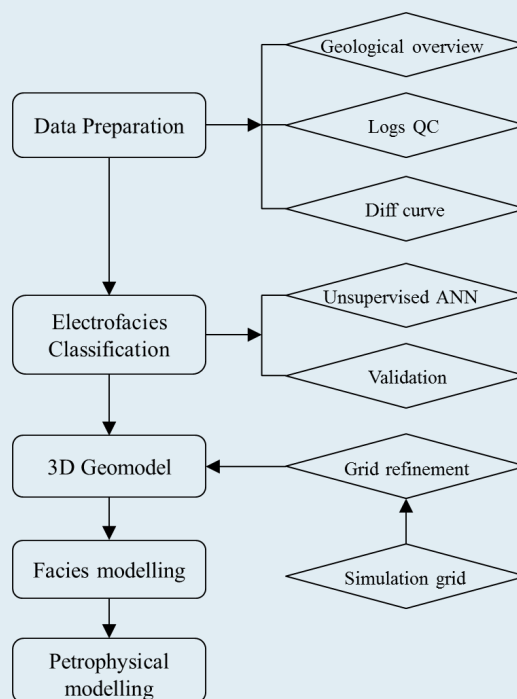 Geological overview
Data Preparation
Logs QC
Diff curve
Electrofacies
Classification
Unsupervised ANN
Validation
3D Geomodel
Grid refinement
Facies modelling
Simulation grid
Petrophysical
modelling